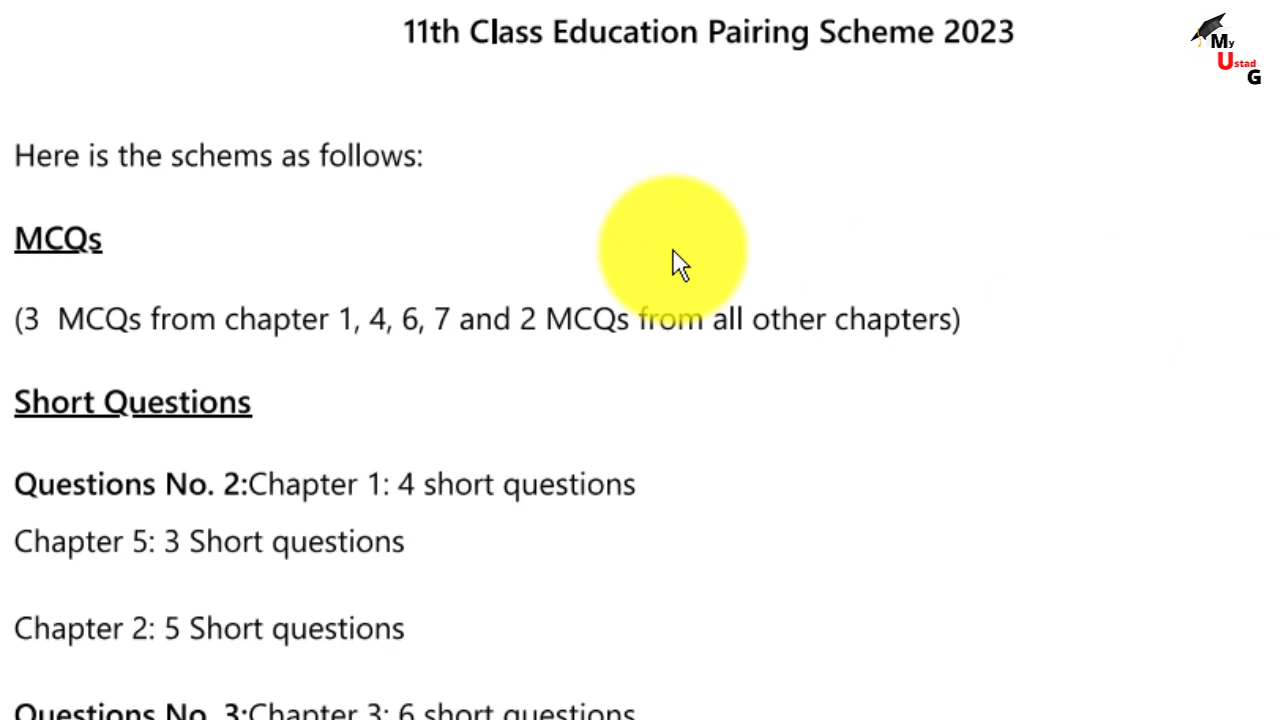 11th Class Education Pairing Scheme 2023
My
Ustad
G
Here is the schems as follows:
MCQs
(3 MCQs from chapter 1, 4, 6, 7 and 2 MCQs from all other chapters)
Short Questions
Questions No. 2:Chapter 1: 4 short questions
Chapter 5: 3 Short questions
Chapter 2: 5 Short questions
Questions No. 3:Chapter 3: 6 short questions